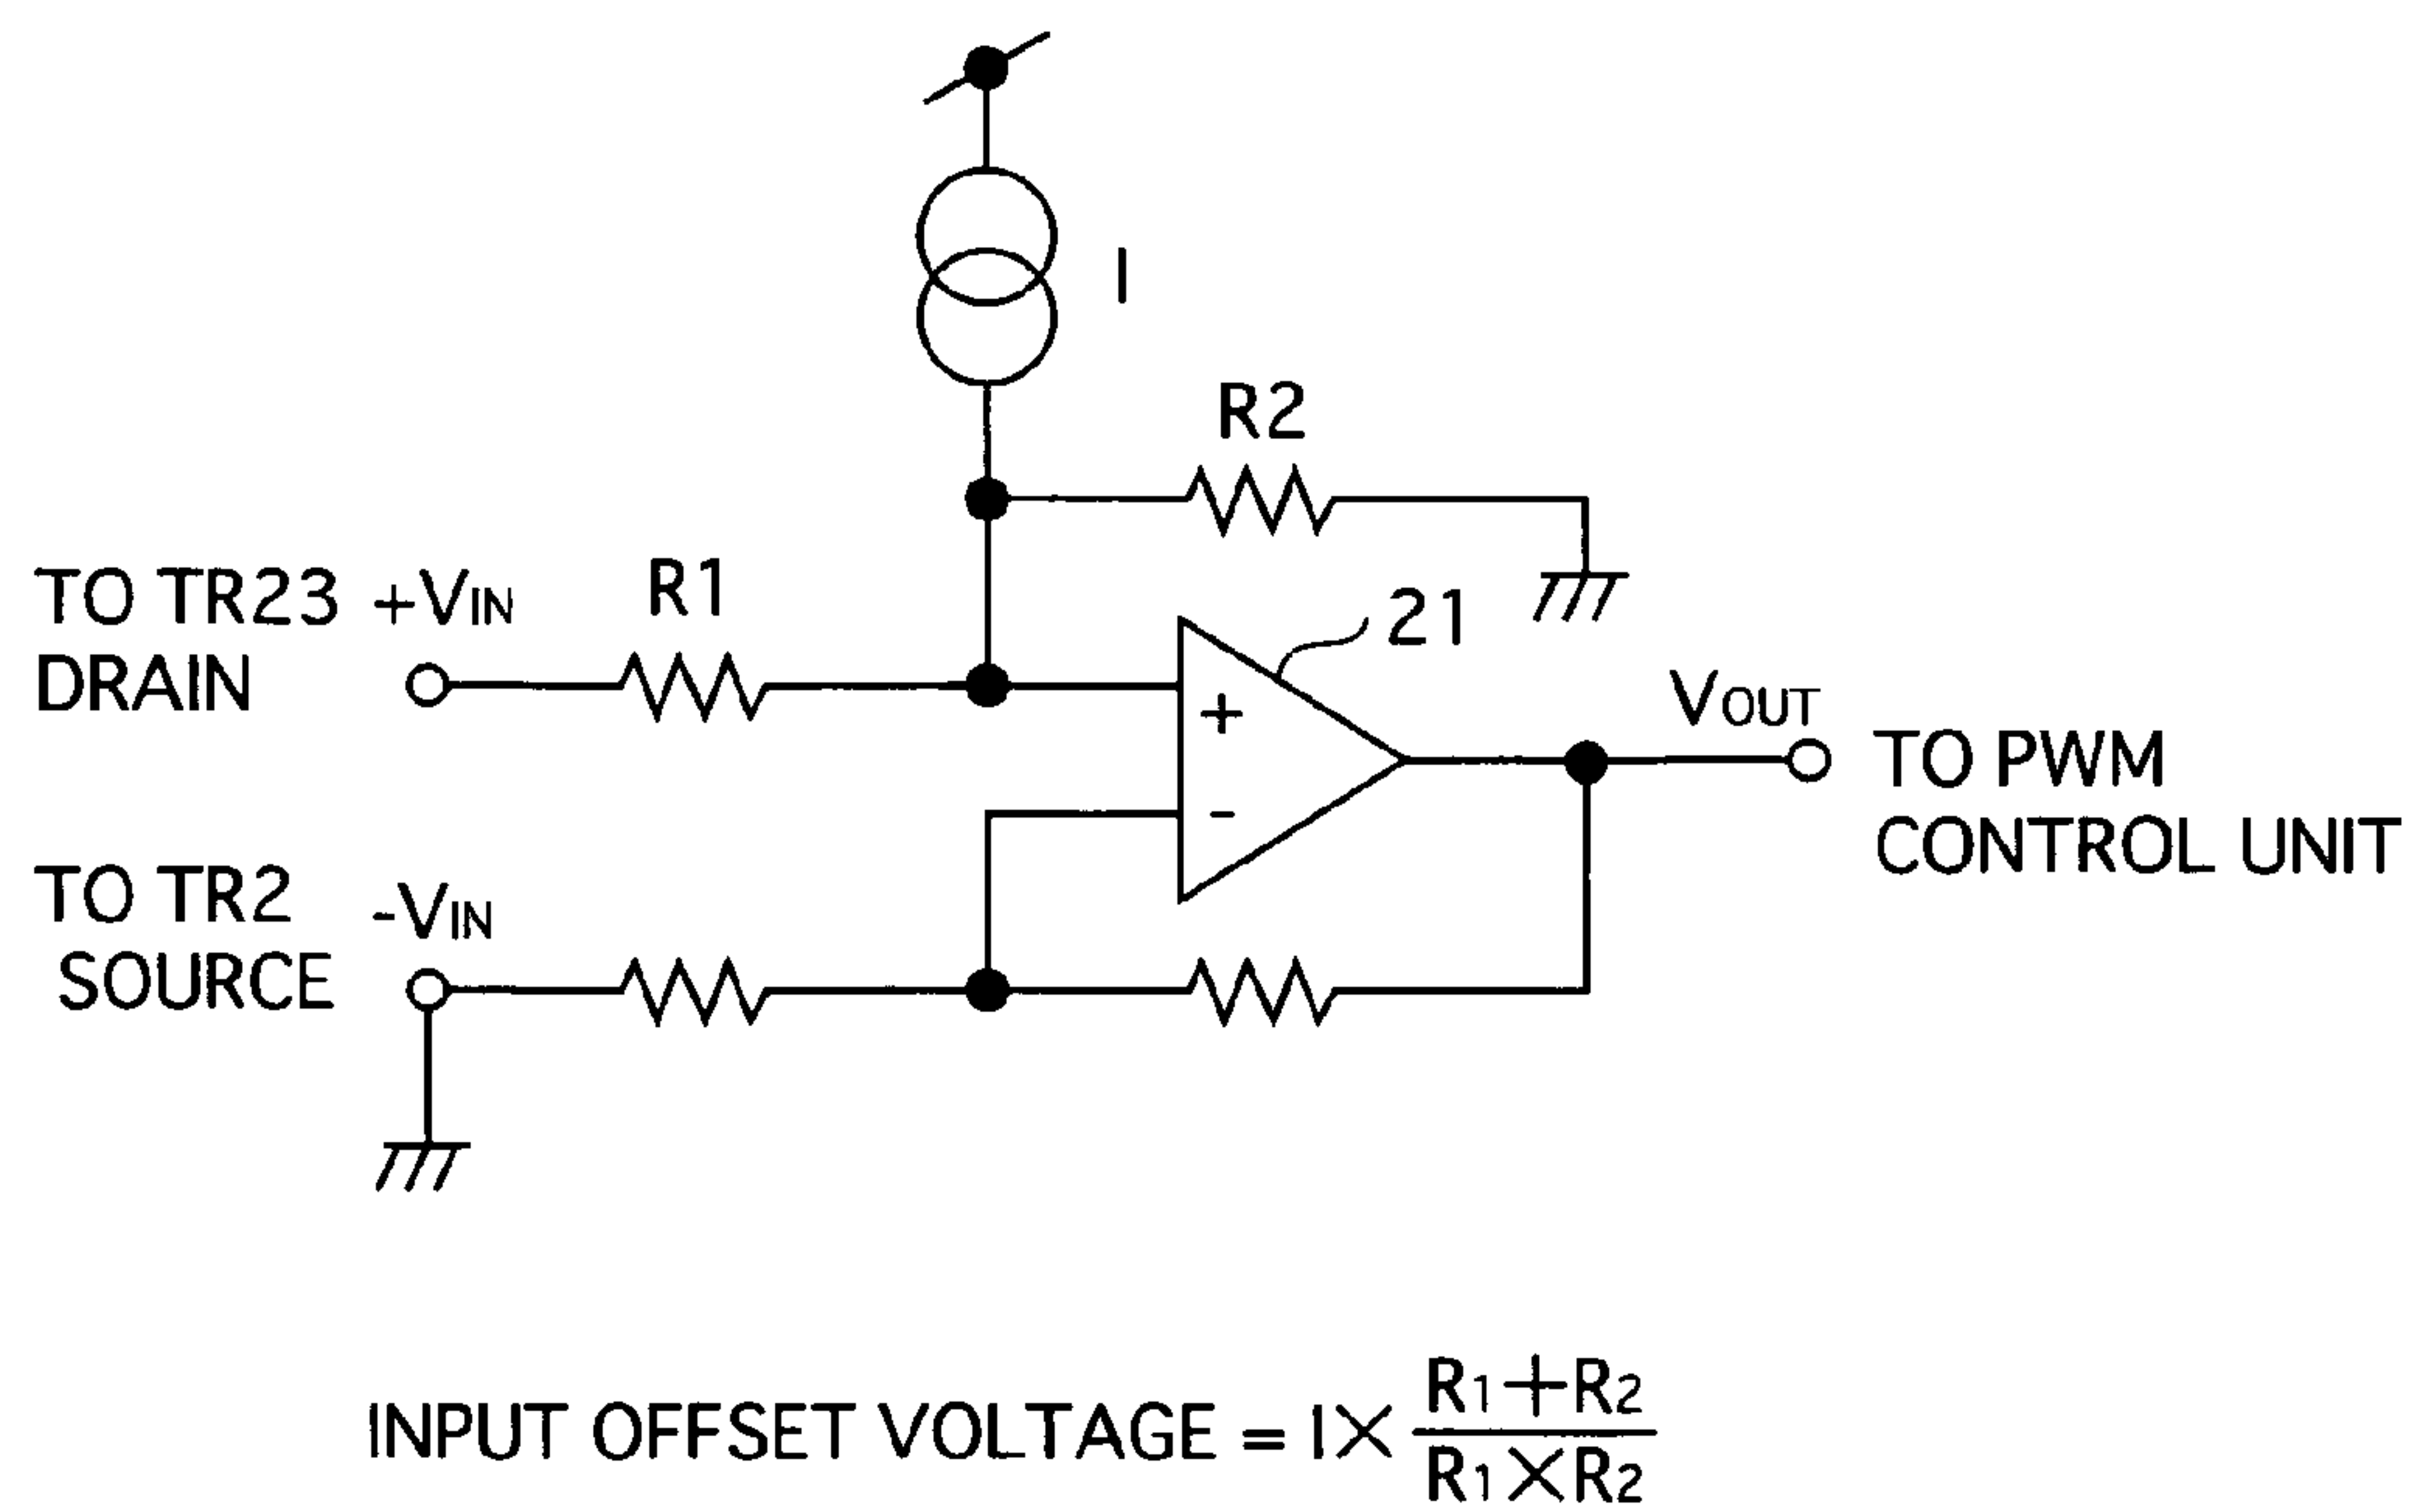 I
R2
TO TR23 +VIN
DRAIN
R1
21
+
-
VOUT
TO PWM
CONTROL UNIT
TO TR2 -VIN
SOURCE
INPUT OFFSET VOLTAGE = I× R1+R2
R1×R2